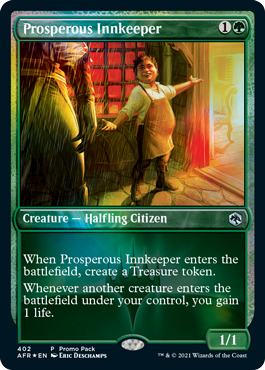 Prosperous Innkeeper 1
Creature — Halfling Citizen
When Prosperous Innkeeper enters the
battlefield, create a Treasure token.
Whenever another creature enters the
battlefield under your control, you gain
1 life.
1/1
402 P Promo Pack
AFR ★ EN Eric Deschamps
™ & © 2021 Wizards of the Coast